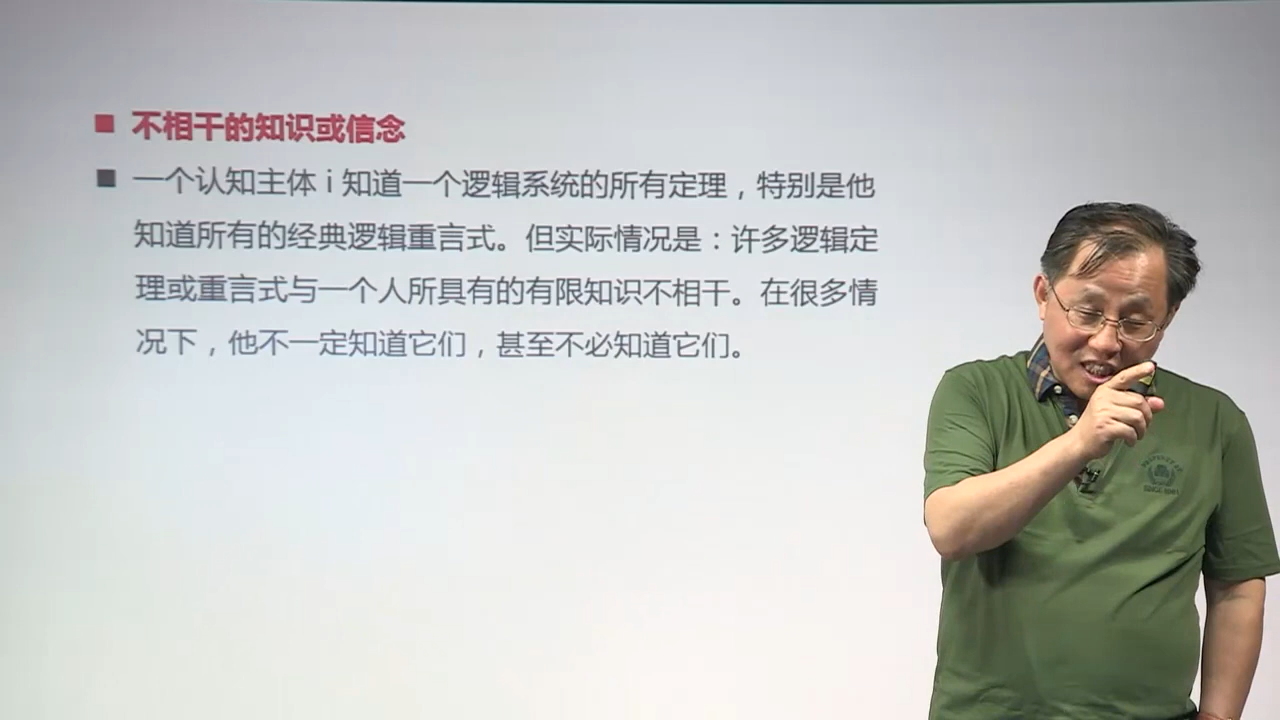 不相干的知识或信念
一个认知主体 i 知道一个逻辑系统的所有定理，特别是他
知道所有的经典逻辑重言式。但实际情况是：许多逻辑定
理或重言式与一个人所具有的有限知识不相干。在很多情
况下，他不一定知道它们，甚至不必知道它们。